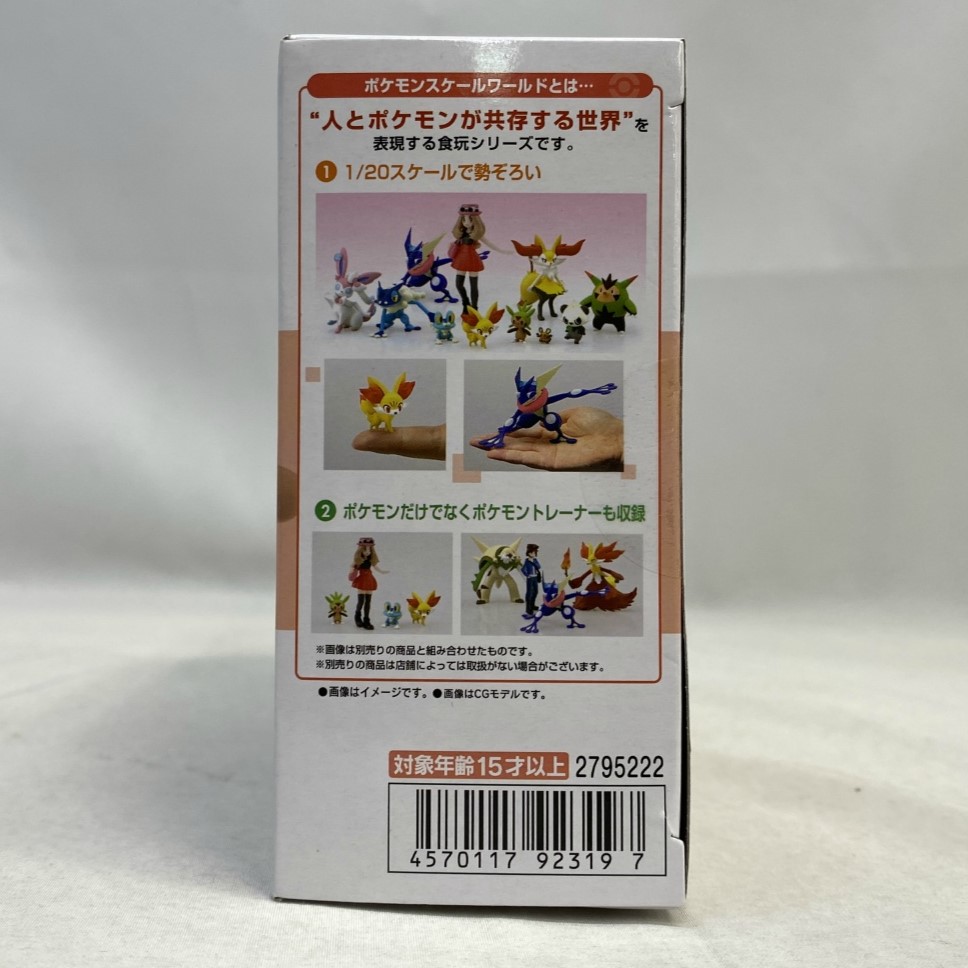 ポケモンスケールワールドとは…
“人とポケモンが共存する世界”を
表現する食玩シリーズです。
1 1/20スケールで勢ぞろい
2 ポケモンだけでなくポケモントレーナーも収録
※画像は別売りの商品と組み合わせたものです。
※別売りの商品は店舗によっては取扱がない場合がございます。
●画像はイメージです。●画像はCGモデルです。
対象年齢15才以上 2795222
4570117 92319 7